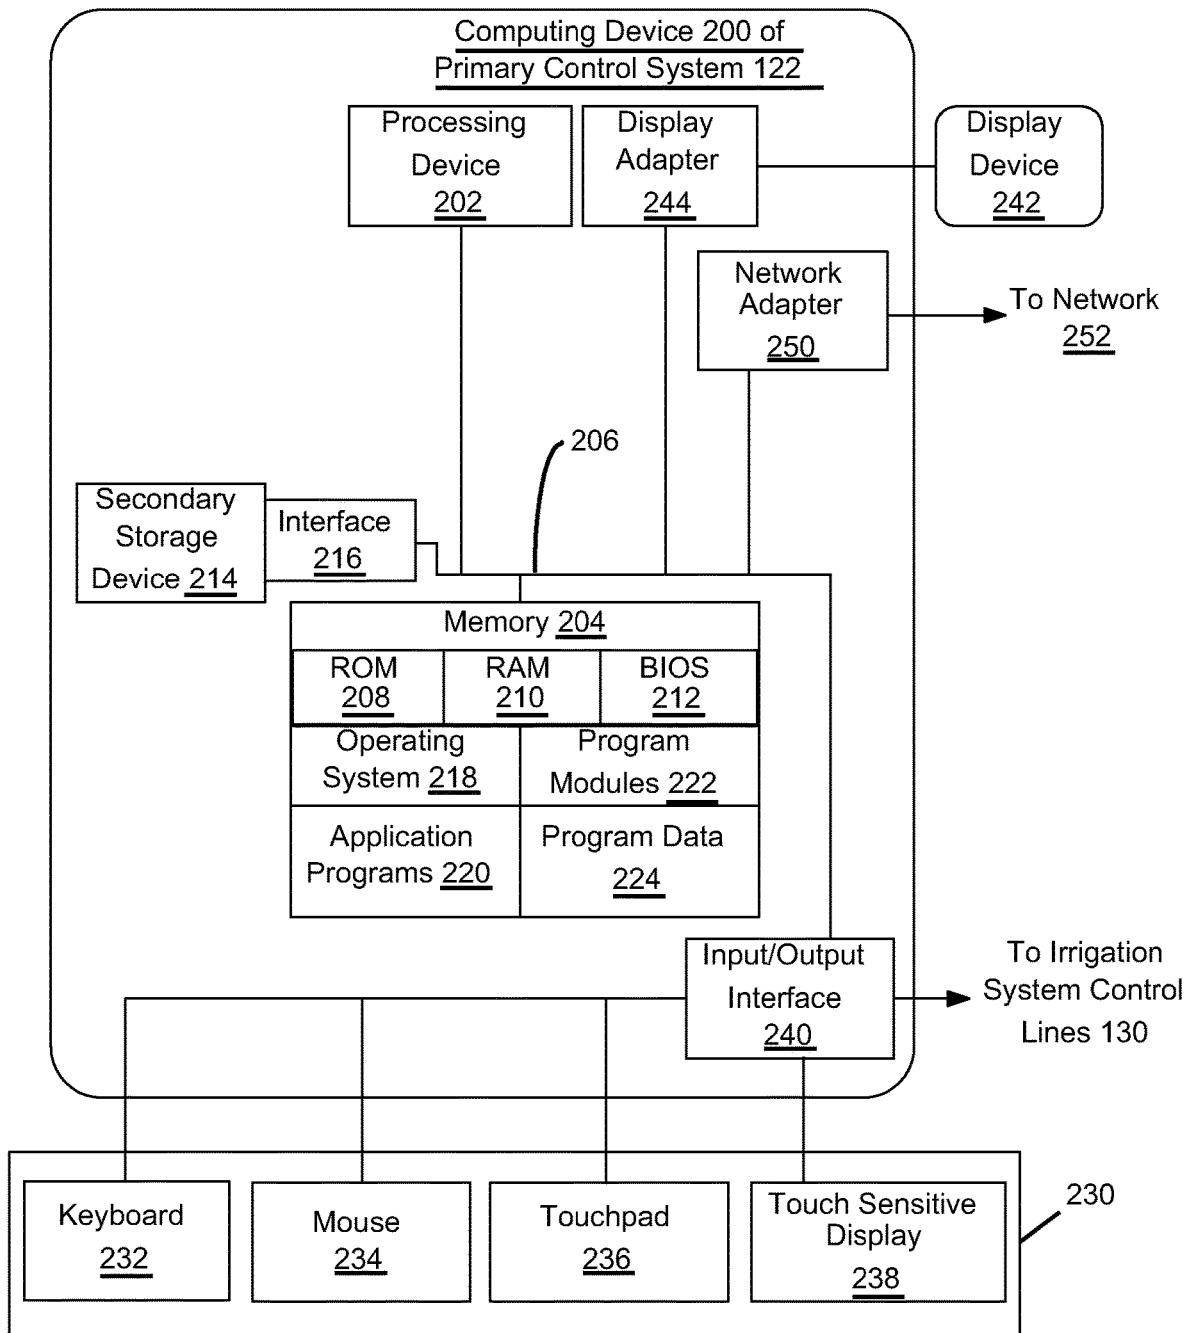 Computing Device 200 of
Primary Control System 122
Processing
Device
202
Display
Adapter
244
Display
Device
242
Network
Adapter
250
To Network
252
206
Secondary
Storage
Device 214
Interface
216
Memory 204
ROM
208
RAM
210
BIOS
212
Operating
System 218
Program
Modules 222
Application
Programs 220
Program Data
224
Input/Output
Interface
240
To Irrigation
System Control
Lines 130
Keyboard
232
Mouse
234
Touchpad
236
Touch Sensitive
Display
238
230